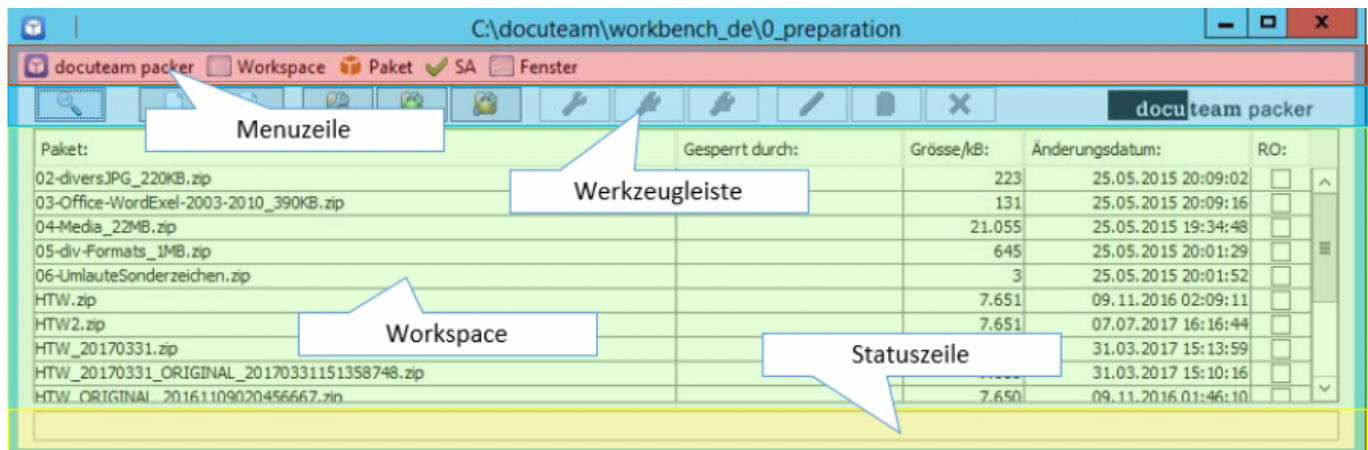 C:\docuteam\workbench_de\0_preparation
docuteam packer Workspace Paket SA Fenster
docuteam packer
Menuzeile
Paket: Gesperrt durch: Grösse/kB: Änderungsdatum: RO:
Werkzeugleiste
02-diversJPG_220KB.zip 223 25.05.2015 20:09:02
03-Office-WordExel-2003-2010_390KB.zip 131 25.05.2015 20:09:16
04-Media_22MB.zip 21.055 25.05.2015 19:34:48
05-div-Formats_1MB.zip 645 25.05.2015 20:01:29
06-UmlauteSonderzeichen.zip 3 25.05.2015 20:01:52
HTW.zip 7.651 09.11.2016 02:09:11
HTW2.zip 7.651 07.07.2017 16:16:44
Workspace
Statuszeile
HTW_20170331.zip 31.03.2017 15:13:59
HTW_20170331_ORIGINAL_20170331151358748.zip 31.03.2017 15:10:16
HTW_ORIGINAL_20161109020456667.zip 7.650 09.11.2016 01:46:10